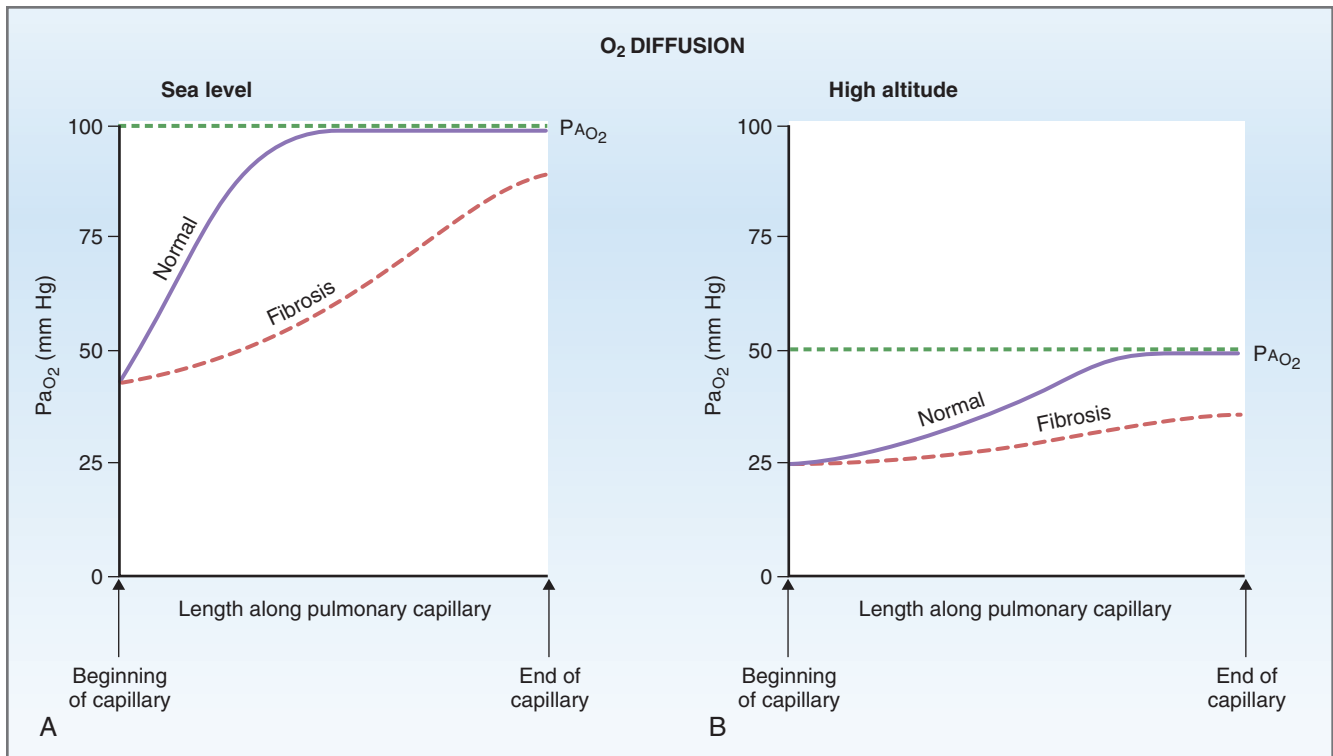 O₂ DIFFUSION
Sea level
100
75
50
25
0
PaO₂ (mm Hg)
Normal
Fibrosis
PAO₂
Length along pulmonary capillary
Beginning
of capillary
End of
capillary
A
High altitude
100
75
50
25
0
PaO₂ (mm Hg)
Normal
Fibrosis
PAO₂
Length along pulmonary capillary
Beginning
of capillary
End of
capillary
B